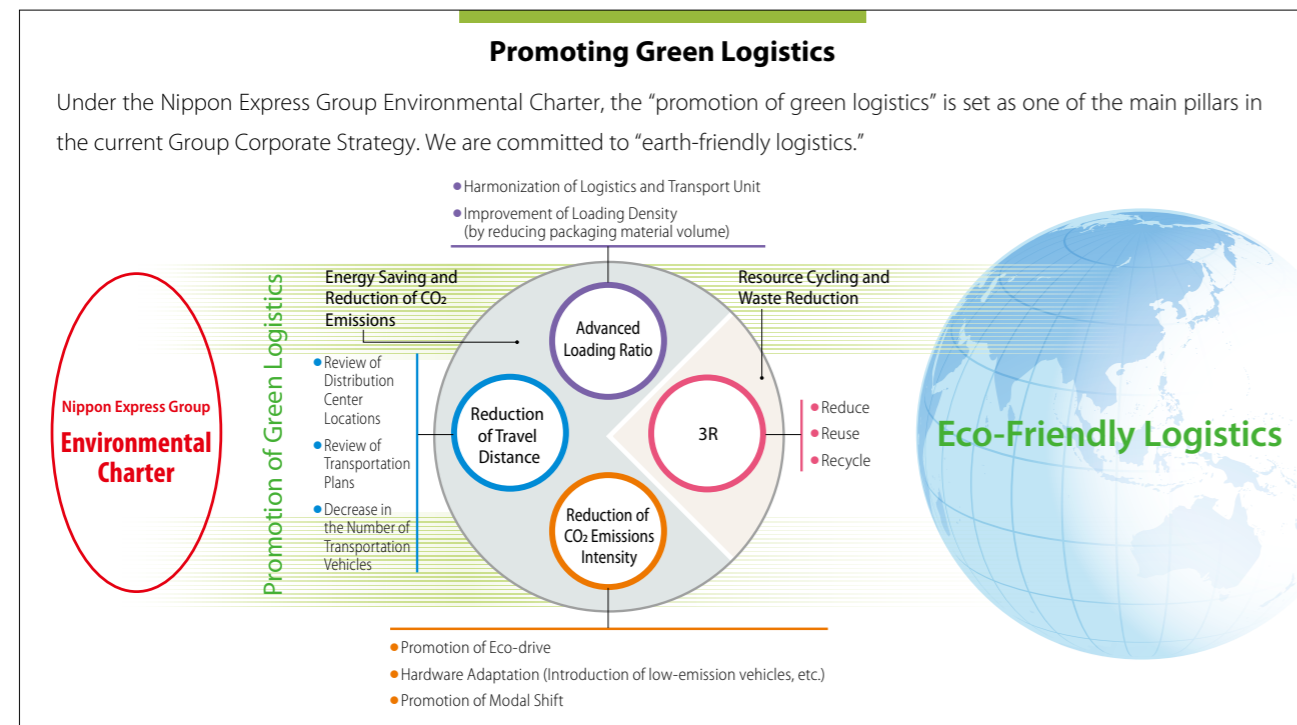 Promoting Green Logistics
Under the Nippon Express Group Environmental Charter, the “promotion of green logistics” is set as one of the main pillars in
the current Group Corporate Strategy. We are committed to “earth-friendly logistics.”
● Harmonization of Logistics and Transport Unit
● Improvement of Loading Density
(by reducing packaging material volume)
Nippon Express Group
Environmental
Charter
Promotion of Green Logistics
Energy Saving and
Reduction of CO₂
Emissions
Resource Cycling and
Waste Reduction
Advanced
Loading Ratio
● Review of
Distribution
Center
Locations
● Review of
Transportation
Plans
● Decrease in
the Number of
Transportation
Vehicles
Reduction
of Travel
Distance
3R
● Reduce
● Reuse
● Recycle
Eco-Friendly Logistics
Reduction of
CO₂ Emissions
Intensity
● Promotion of Eco-drive
● Hardware Adaptation (Introduction of low-emission vehicles, etc.)
● Promotion of Modal Shift